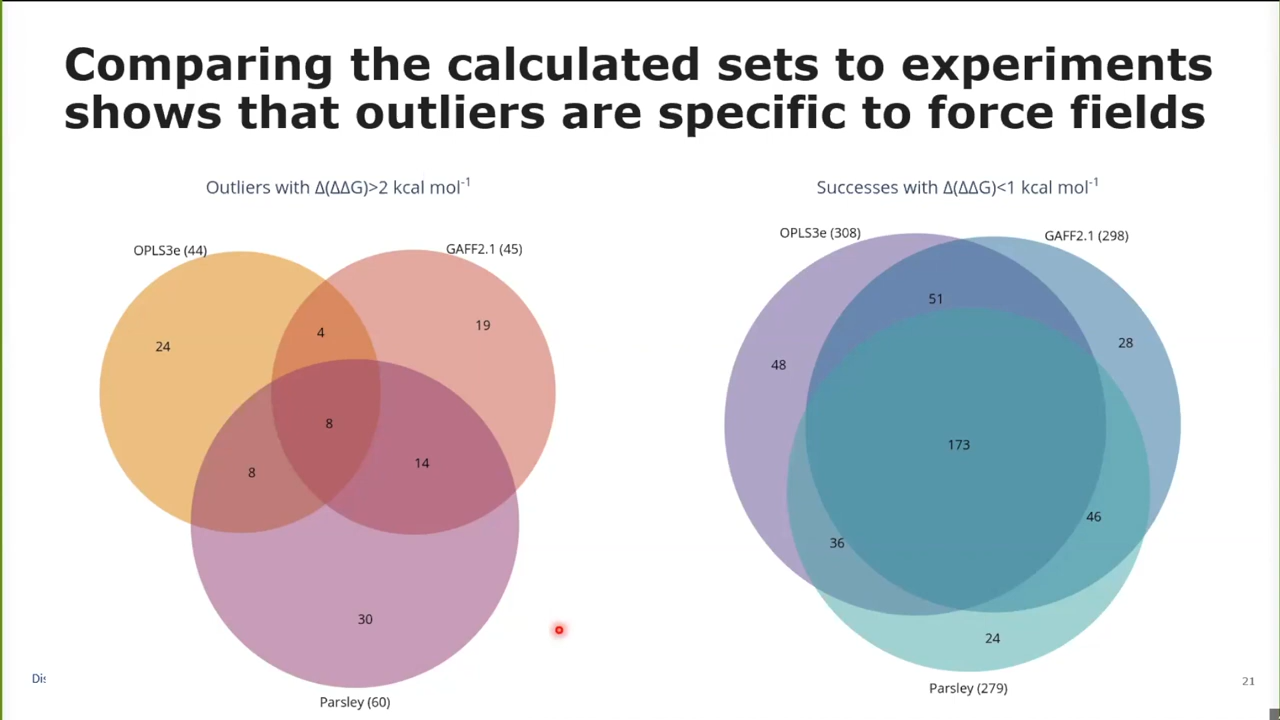 Comparing the calculated sets to experiments
shows that outliers are specific to force fields
Outliers with Δ(ΔΔG)>2 kcal mol⁻¹
OPLS3e (44)
GAFF2.1 (45)
24
4
19
8
8
14
30
Parsley (60)
Successes with Δ(ΔΔG)<1 kcal mol⁻¹
OPLS3e (308)
GAFF2.1 (298)
51
48
28
173
46
36
24
Parsley (279)
21